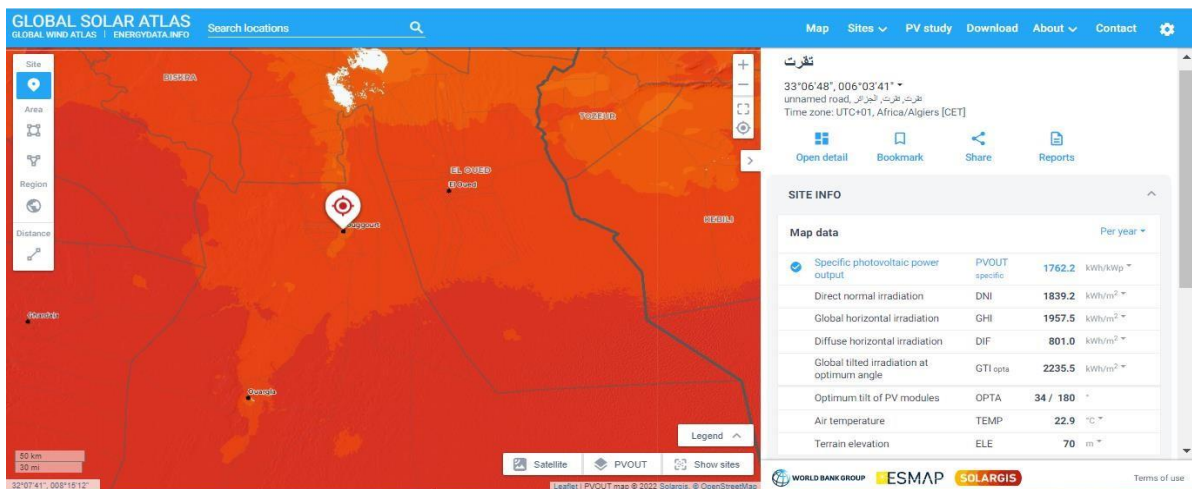 GLOBAL SOLAR ATLAS
GLOBAL WIND ATLAS | ENERGYDATA.INFO
Search locations
Map Sites PV study Download About Contact
Site
Area
Region
Distance
BISKRA
TOZEUR
EL OUED
El Oued
KEBILI
Touggourt
Ghardaia
Ouargla
50 km
30 mi
32°07'41", 008°15'12"
Legend
Satellite PVOUT Show sites
Leaflet | PVOUT map © 2022 Solargis, © OpenStreetMap
تقرت
33°06'48", 006°03'41"
unnamed road, تقرت, تقرت, الجزائر
Time zone: UTC+01, Africa/Algiers [CET]
Open detail Bookmark Share Reports
SITE INFO
Map data Per year
Specific photovoltaic power output PVOUT specific 1762.2 kWh/kWp
Direct normal irradiation DNI 1839.2 kWh/m²
Global horizontal irradiation GHI 1957.5 kWh/m²
Diffuse horizontal irradiation DIF 801.0 kWh/m²
Global tilted irradiation at optimum angle GTI opta 2235.5 kWh/m²
Optimum tilt of PV modules OPTA 34 / 180 °
Air temperature TEMP 22.9 °C
Terrain elevation ELE 70 m
WORLD BANK GROUP ESMAP SOLARGIS Terms of use